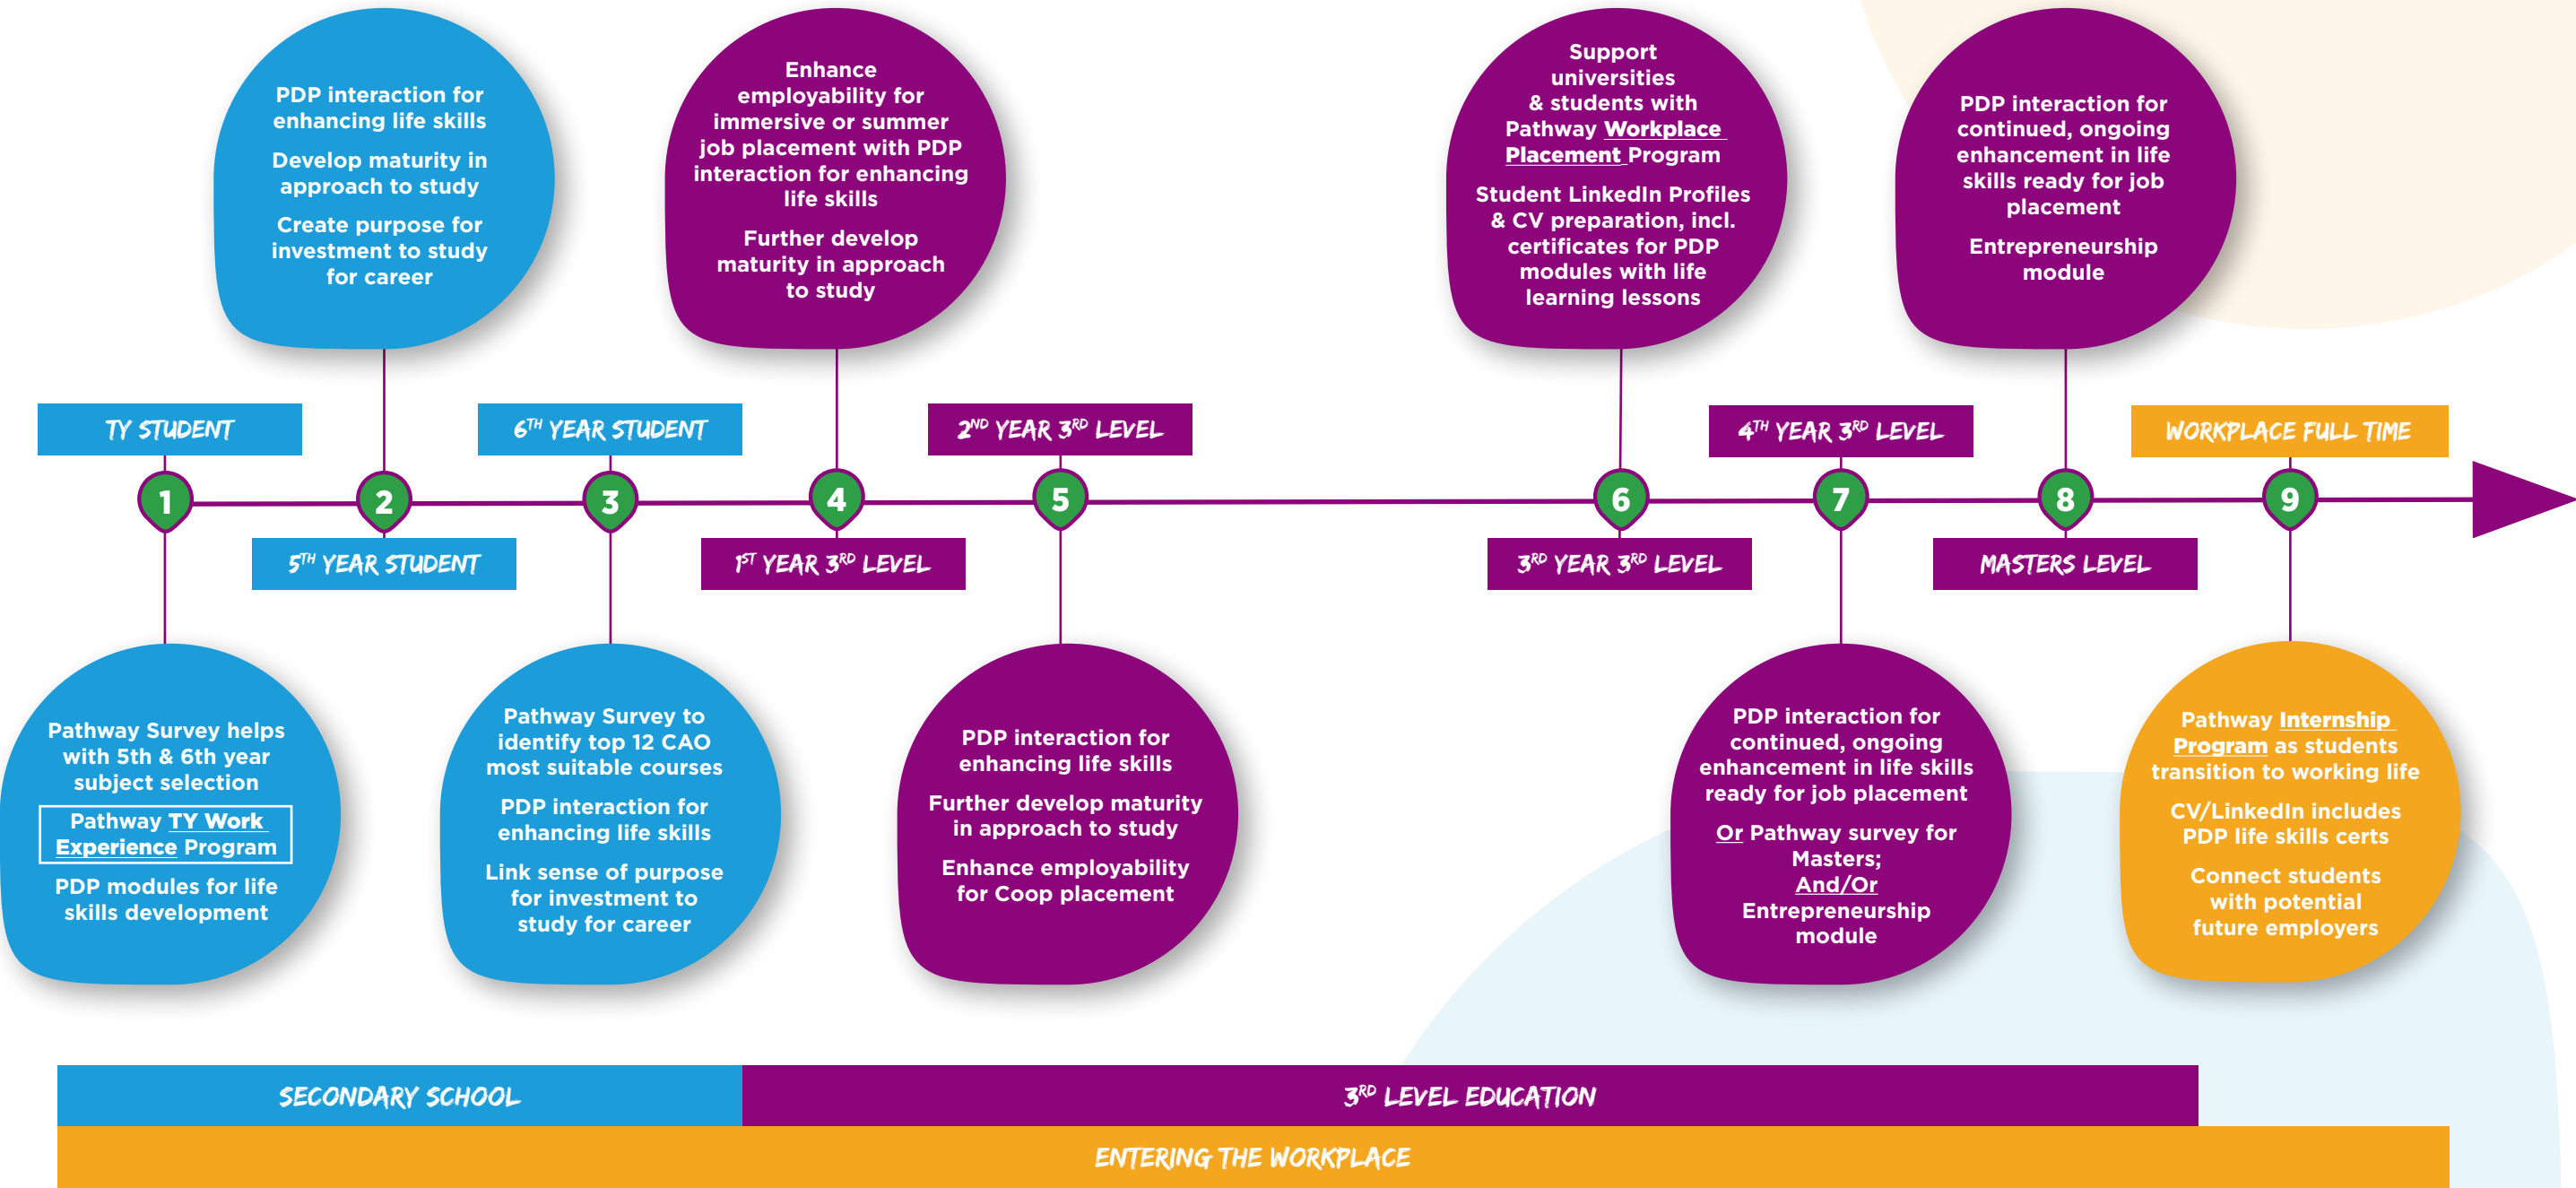 PDP interaction for
enhancing life skills
Develop maturity in
approach to study
Create purpose for
investment to study
for career
Enhance
employability for
immersive or summer
job placement with PDP
interaction for enhancing
life skills
Further develop
maturity in approach
to study
Support
universities
& students with
Pathway Workplace
Placement Program
Student LinkedIn Profiles
& CV preparation, incl.
certificates for PDP
modules with life
learning lessons
PDP interaction for
continued, ongoing
enhancement in life
skills ready for job
placement
Entrepreneurship
module
TY STUDENT
6TH YEAR STUDENT
2ND YEAR 3RD LEVEL
4TH YEAR 3RD LEVEL
WORKPLACE FULL TIME
1
2
3
4
5
6
7
8
9
5TH YEAR STUDENT
1ST YEAR 3RD LEVEL
3RD YEAR 3RD LEVEL
MASTERS LEVEL
Pathway Survey helps
with 5th & 6th year
subject selection
Pathway TY Work
Experience Program
PDP modules for life
skills development
Pathway Survey to
identify top 12 CAO
most suitable courses
PDP interaction for
enhancing life skills
Link sense of purpose
for investment to
study for career
PDP interaction for
enhancing life skills
Further develop maturity
in approach to study
Enhance employability
for Coop placement
PDP interaction for
continued, ongoing
enhancement in life skills
ready for job placement
Or Pathway survey for
Masters;
And/Or
Entrepreneurship
module
Pathway Internship
Program as students
transition to working life
CV/LinkedIn includes
PDP life skills certs
Connect students
with potential
future employers
SECONDARY SCHOOL
3RD LEVEL EDUCATION
ENTERING THE WORKPLACE